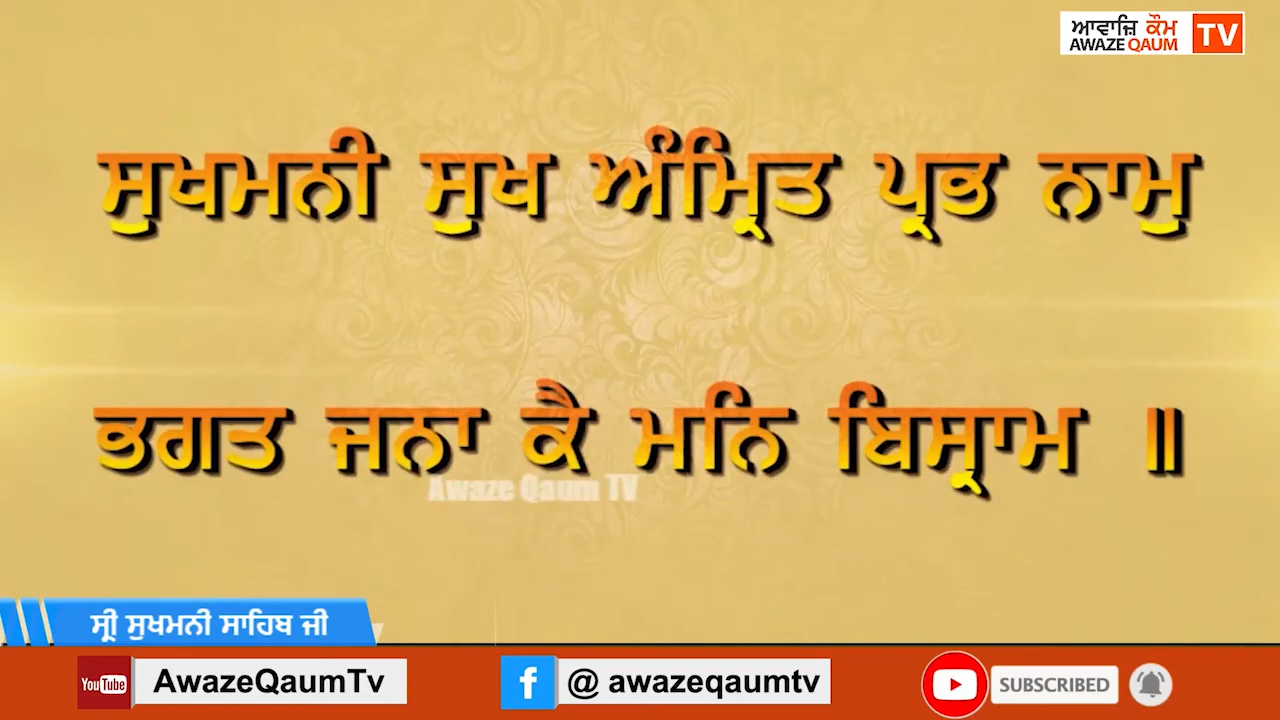 ਆਵਾਜ਼ਿ ਕੌਮ
AWAZE QAUM
TV
ਸੁਖਮਨੀ ਸੁਖ ਅੰਮ੍ਰਿਤ ਪ੍ਰਭ ਨਾਮੁ
ਭਗਤ ਜਨਾ ਕੈ ਮਨਿ ਬਿਸ੍ਰਾਮ ॥
Awaze Qaum TV
ਸ੍ਰੀ ਸੁਖਮਨੀ ਸਾਹਿਬ ਜੀ
YouTube AwazeQaumTv
f @ awazeqaumtv
SUBSCRIBED